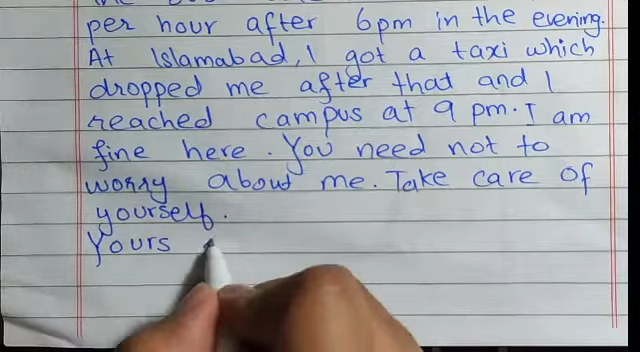 per hour after 6pm in the evening.
At Islamabad, I got a taxi which
dropped me after that and I
reached campus at 9 pm. I am
fine here. You need not to
worry about me. Take care of
yourself.
Yours